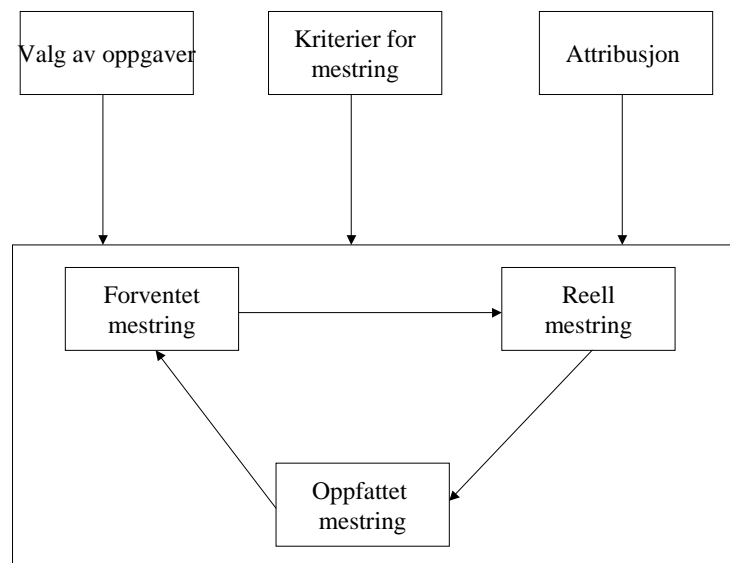 Valg av oppgaver
Kriterier for
mestring
Attribusjon
Forventet
mestring
Reell
mestring
Oppfattet
mestring